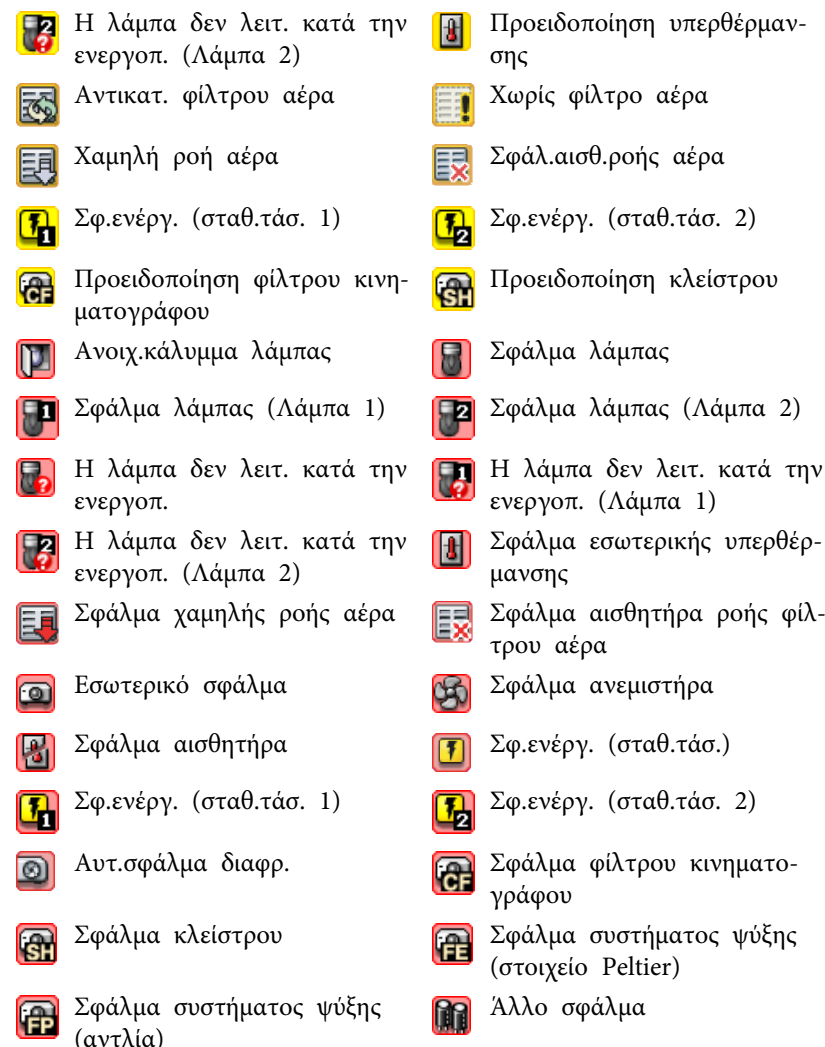 Η λάμπα δεν λειτ. κατά την
ενεργοπ. (Λάμπα 2)
Προειδοποίηση υπερθέρμαν-
σης
Αντικατ. φίλτρου αέρα
Χωρίς φίλτρο αέρα
Χαμηλή ροή αέρα
Σφάλ.αισθ.ροής αέρα
Σφ.ενέργ. (σταθ.τάσ. 1)
Σφ.ενέργ. (σταθ.τάσ. 2)
Προειδοποίηση φίλτρου κινη-
ματογράφου
Προειδοποίηση κλείστρου
Ανοιχ.κάλυμμα λάμπας
Σφάλμα λάμπας
Σφάλμα λάμπας (Λάμπα 1)
Σφάλμα λάμπας (Λάμπα 2)
Η λάμπα δεν λειτ. κατά την
ενεργοπ.
Η λάμπα δεν λειτ. κατά την
ενεργοπ. (Λάμπα 1)
Η λάμπα δεν λειτ. κατά την
ενεργοπ. (Λάμπα 2)
Σφάλμα εσωτερικής υπερθέρ-
μανσης
Σφάλμα χαμηλής ροής αέρα
Σφάλμα αισθητήρα ροής φίλ-
τρου αέρα
Εσωτερικό σφάλμα
Σφάλμα ανεμιστήρα
Σφάλμα αισθητήρα
Σφ.ενέργ. (σταθ.τάσ.)
Σφ.ενέργ. (σταθ.τάσ. 1)
Σφ.ενέργ. (σταθ.τάσ. 2)
Αυτ.σφάλμα διαφρ.
Σφάλμα φίλτρου κινηματο-
γράφου
Σφάλμα κλείστρου
Σφάλμα συστήματος ψύξης
(στοιχείο Peltier)
Σφάλμα συστήματος ψύξης
(αντλία)
Άλλο σφάλμα